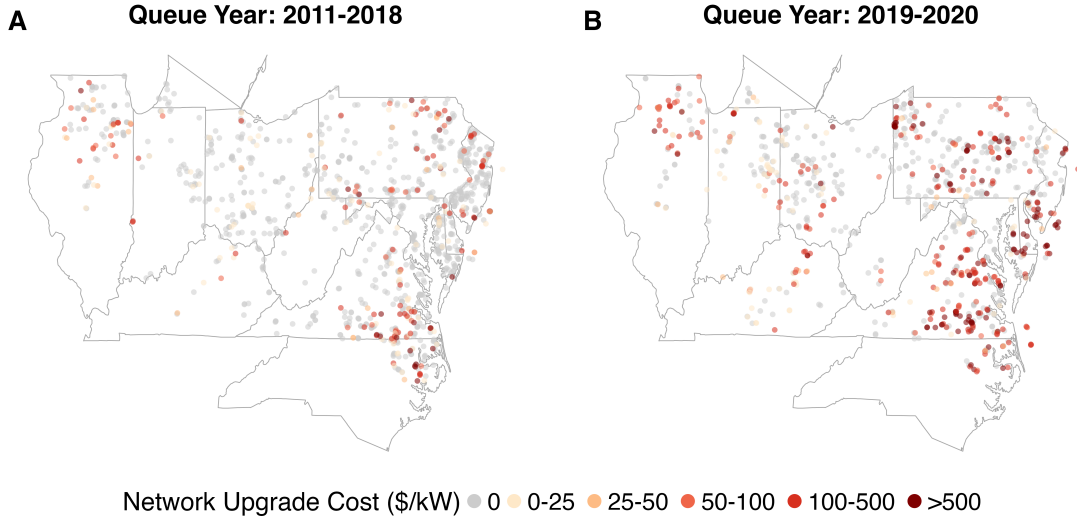 A Queue Year: 2011-2018
B Queue Year: 2019-2020
Network Upgrade Cost ($/kW) 0 0-25 25-50 50-100 100-500 >500